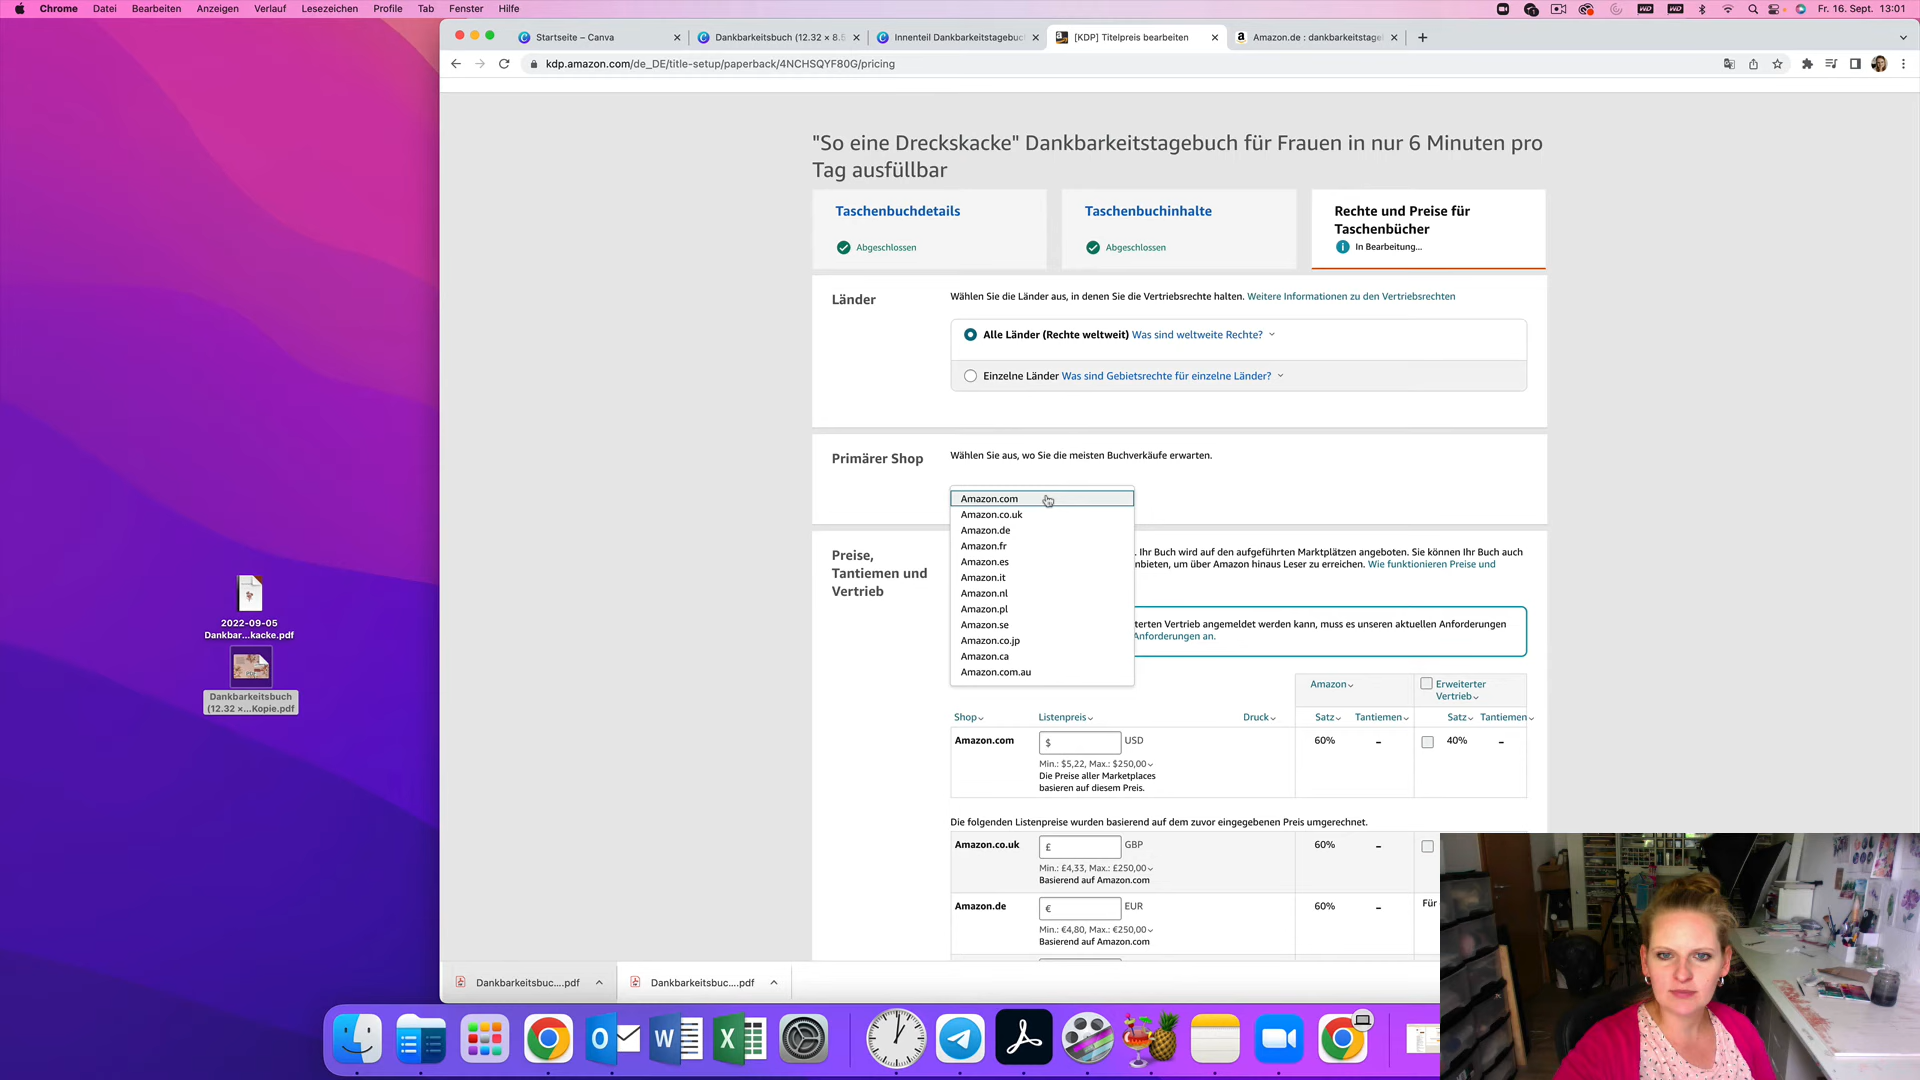 Chrome Datei Bearbeiten Anzeigen Verlauf Lesezeichen Profile Tab Fenster Hilfe
Fr. 16. Sept. 13:01
Startseite – Canva
Dankbarkeitsbuch (12.32 × 8.5
Innenteil Dankbarkeitstagebuc
[KDP] Titelpreis bearbeiten
Amazon.de : dankbarkeitstage
kdp.amazon.com/de_DE/title-setup/paperback/4NCHSQYF80G/pricing
"So eine Dreckskacke" Dankbarkeitstagebuch für Frauen in nur 6 Minuten pro
Tag ausfüllbar
Taschenbuchdetails
Abgeschlossen
Taschenbuchinhalte
Abgeschlossen
Rechte und Preise für
Taschenbücher
In Bearbeitung...
Länder
Wählen Sie die Länder aus, in denen Sie die Vertriebsrechte halten. Weitere Informationen zu den Vertriebsrechten
Alle Länder (Rechte weltweit) Was sind weltweite Rechte?
Einzelne Länder Was sind Gebietsrechte für einzelne Länder?
Primärer Shop
Wählen Sie aus, wo Sie die meisten Buchverkäufe erwarten.
Amazon.com
Amazon.co.uk
Amazon.de
Amazon.fr
Amazon.es
Amazon.it
Amazon.nl
Amazon.pl
Amazon.se
Amazon.co.jp
Amazon.ca
Amazon.com.au
Preise,
Tantiemen und
Vertrieb
. Ihr Buch wird auf den aufgeführten Marktplätzen angeboten. Sie können Ihr Buch auch
nbieten, um über Amazon hinaus Leser zu erreichen. Wie funktionieren Preise und
terten Vertrieb angemeldet werden kann, muss es unseren aktuellen Anforderungen
Anforderungen an.
Amazon
Erweiterter
Vertrieb
Shop Listenpreis Druck Satz Tantiemen Satz Tantiemen
Amazon.com $ USD 60% – 40% –
Min.: $5,22, Max.: $250,00
Die Preise aller Marketplaces
basieren auf diesem Preis.
Die folgenden Listenpreise wurden basierend auf dem zuvor eingegebenen Preis umgerechnet.
Amazon.co.uk £ GBP 60% –
Min.: £4,33, Max.: £250,00
Basierend auf Amazon.com
Amazon.de € EUR 60% – Für
Min.: €4,80, Max.: €250,00
Basierend auf Amazon.com
2022-09-05
Dankbar...kacke.pdf
Dankbarkeitsbuch
(12.32 ×...Kopie.pdf
Dankbarkeitsbuc....pdf
Dankbarkeitsbuc....pdf